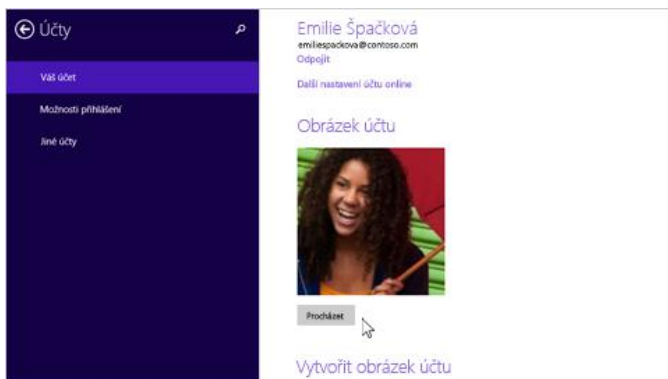 Účty
Váš účet
Možnosti přihlášení
Jiné účty
Emilie Špačková
emiliespackova@contoso.com
Odpojit
Další nastavení účtu online
Obrázek účtu
Procházet
Vytvořit obrázek účtu